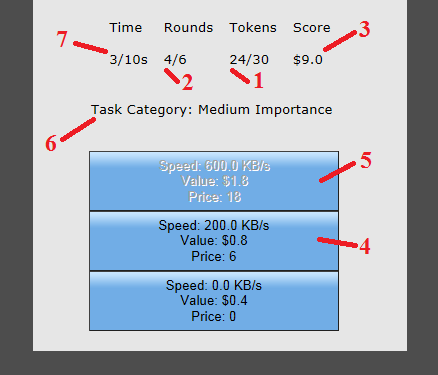 Time Rounds Tokens Score
3
7
3/10s 4/6 24/30 $9.0
2 1
Task Category: Medium Importance
6
Speed: 600.0 KB/s
5
Value: $1.8
Price: 18
Speed: 200.0 KB/s
Value: $0.8
4
Price: 6
Speed: 0.0 KB/s
Value: $0.4
Price: 0